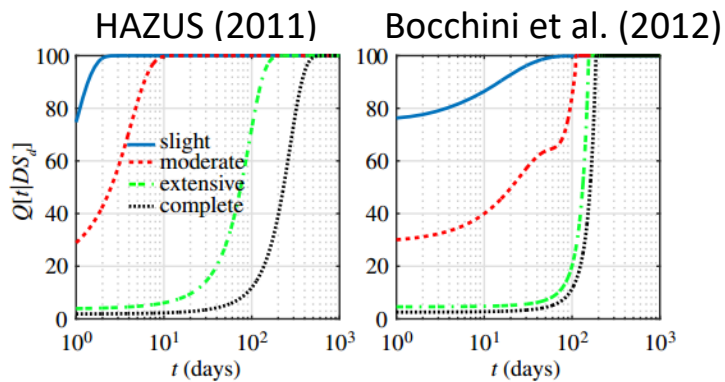 HAZUS (2011)
Bocchini et al. (2012)
Q[t|DS_d]
100
80
60
40
20
0
slight
moderate
extensive
complete
10^0 10^1 10^2 10^3
t (days)
100
80
60
40
20
0
10^0 10^1 10^2 10^3
t (days)